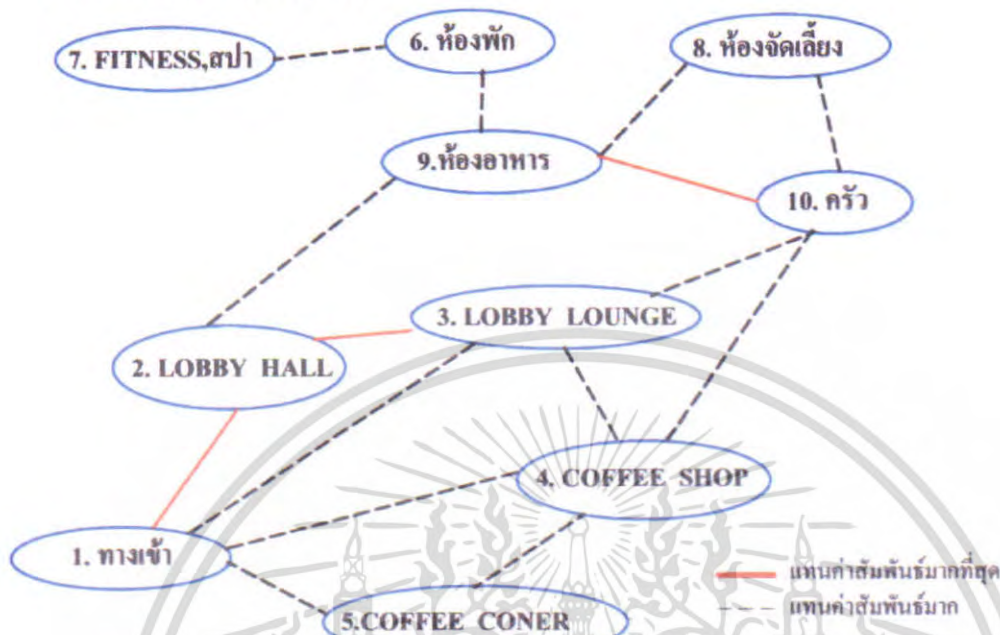 6. ห้องพัก
7. FITNESS,สปา
8. ห้องจัดเลี้ยง
9.ห้องอาหาร
10. ครัว
3. LOBBY LOUNGE
2. LOBBY HALL
4. COFFEE SHOP
1. ทางเข้า
แทนค่าสัมพันธ์มากที่สุด
แทนค่าสัมพันธ์มาก
5.COFFEE CONER